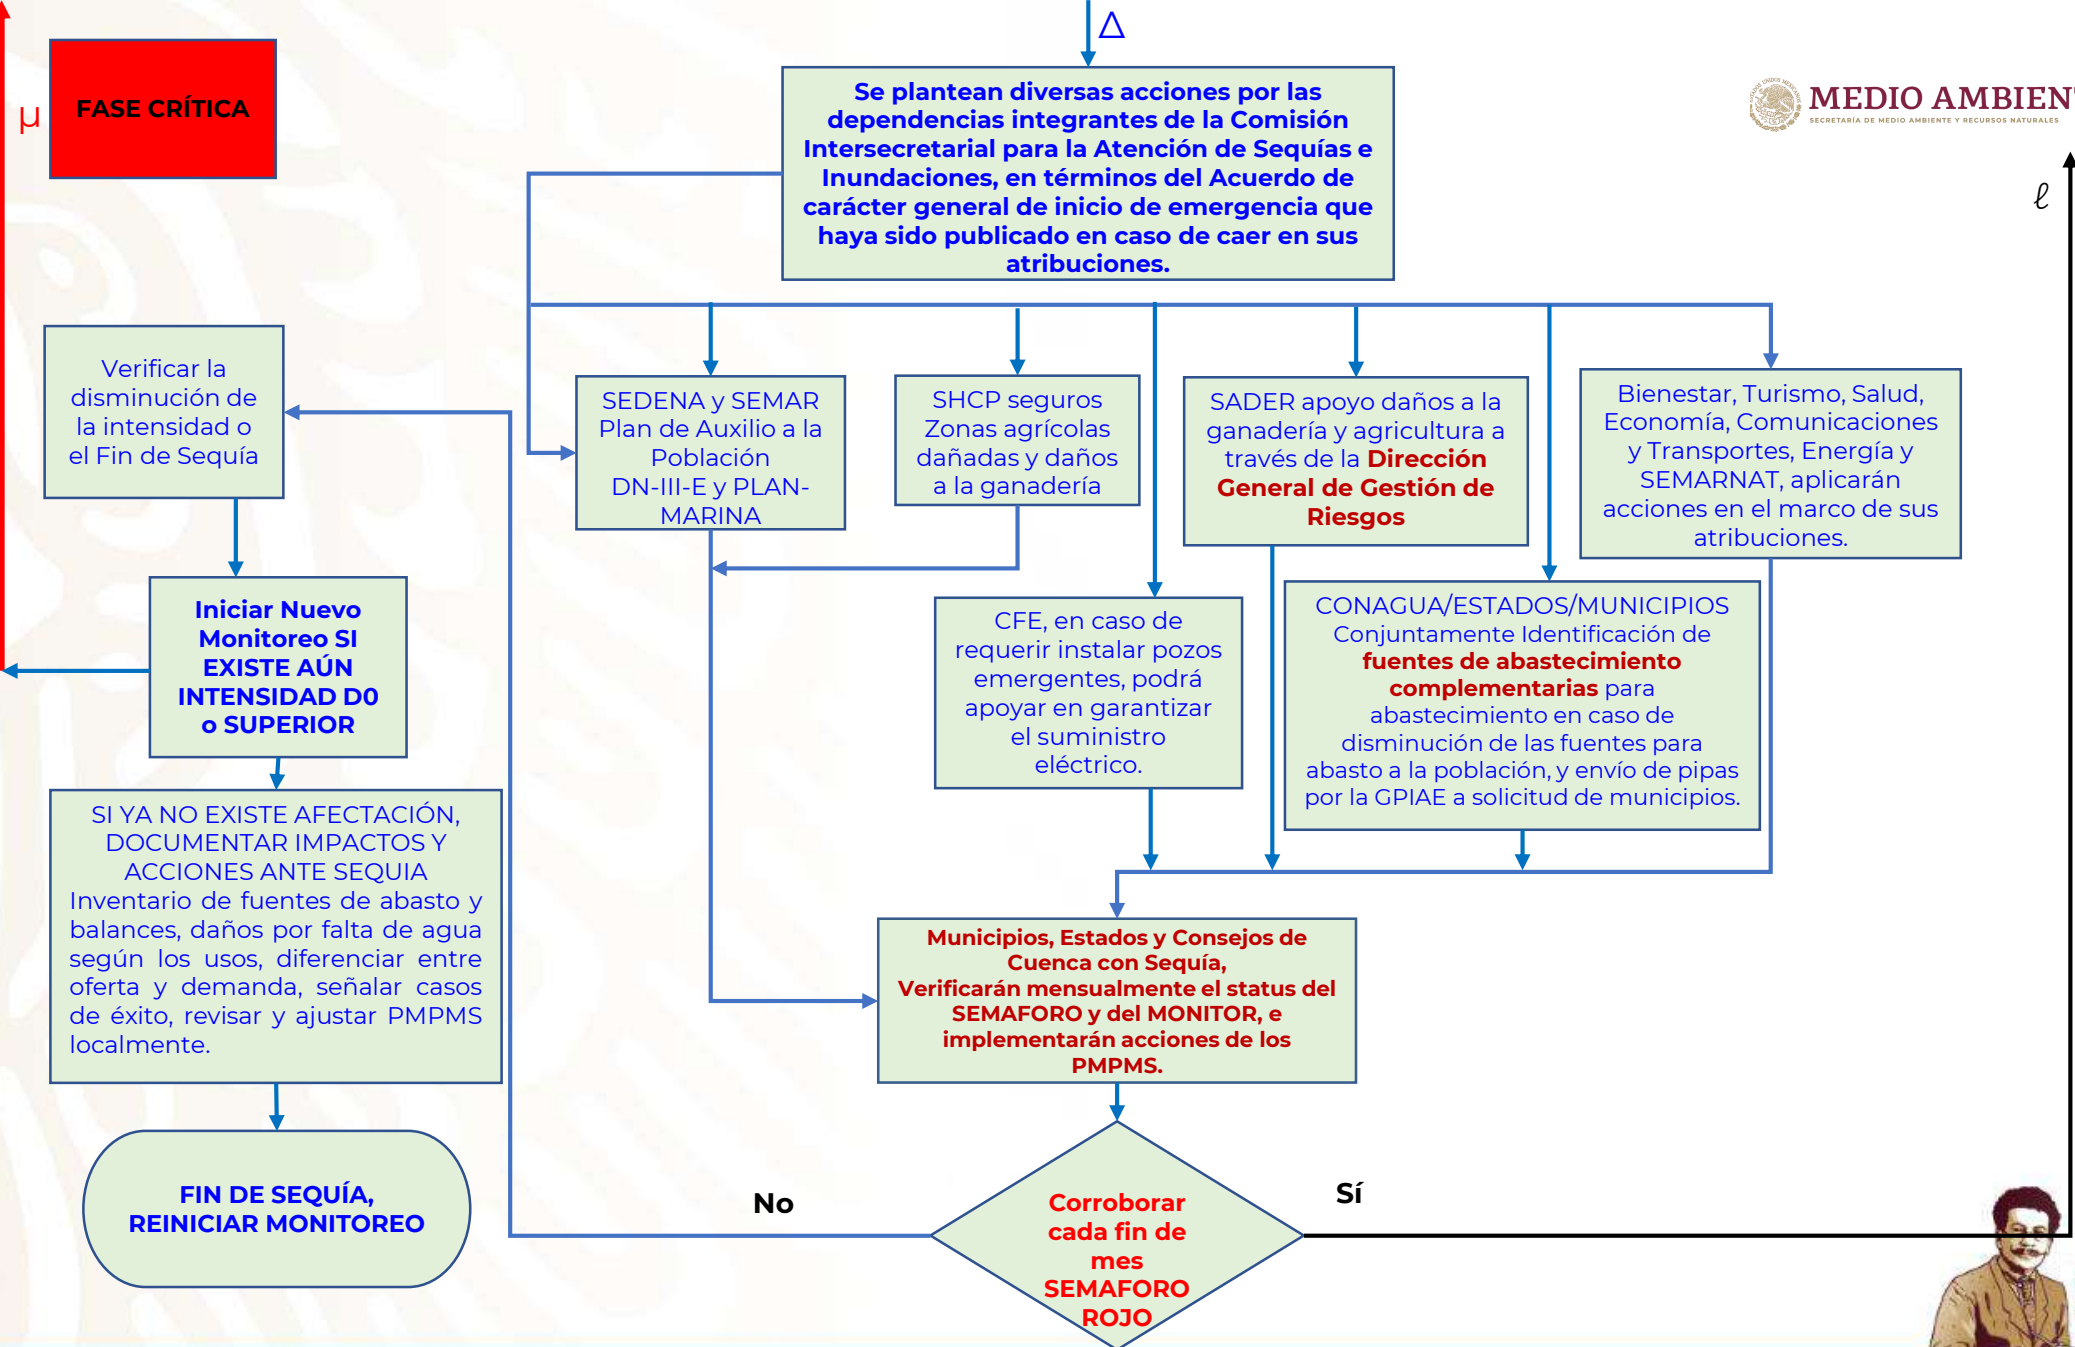 Δ
μ
FASE CRÍTICA
Se plantean diversas acciones por las
dependencias integrantes de la Comisión
Intersecretarial para la Atención de Sequías e
Inundaciones, en términos del Acuerdo de
carácter general de inicio de emergencia que
haya sido publicado en caso de caer en sus
atribuciones.
MEDIO AMBIEN
SECRETARÍA DE MEDIO AMBIENTE Y RECURSOS NATURALES
ℓ
Verificar la
disminución de
la intensidad o
el Fin de Sequía
SEDENA y SEMAR
Plan de Auxilio a la
Población
DN-III-E y PLAN-
MARINA
SHCP seguros
Zonas agrícolas
dañadas y daños
a la ganadería
SADER apoyo daños a la
ganadería y agricultura a
través de la Dirección
General de Gestión de
Riesgos
Bienestar, Turismo, Salud,
Economía, Comunicaciones
y Transportes, Energía y
SEMARNAT, aplicarán
acciones en el marco de sus
atribuciones.
Iniciar Nuevo
Monitoreo SI
EXISTE AÚN
INTENSIDAD D0
o SUPERIOR
CFE, en caso de
requerir instalar pozos
emergentes, podrá
apoyar en garantizar
el suministro
eléctrico.
CONAGUA/ESTADOS/MUNICIPIOS
Conjuntamente Identificación de
fuentes de abastecimiento
complementarias para
abastecimiento en caso de
disminución de las fuentes para
abasto a la población, y envío de pipas
por la GPIAE a solicitud de municipios.
SI YA NO EXISTE AFECTACIÓN,
DOCUMENTAR IMPACTOS Y
ACCIONES ANTE SEQUIA
Inventario de fuentes de abasto y
balances, daños por falta de agua
según los usos, diferenciar entre
oferta y demanda, señalar casos
de éxito, revisar y ajustar PMPMS
localmente.
Municipios, Estados y Consejos de
Cuenca con Sequía,
Verificarán mensualmente el status del
SEMAFORO y del MONITOR, e
implementarán acciones de los
PMPMS.
FIN DE SEQUÍA,
REINICIAR MONITOREO
No
Corroborar
cada fin de
mes
SEMAFORO
ROJO
Sí